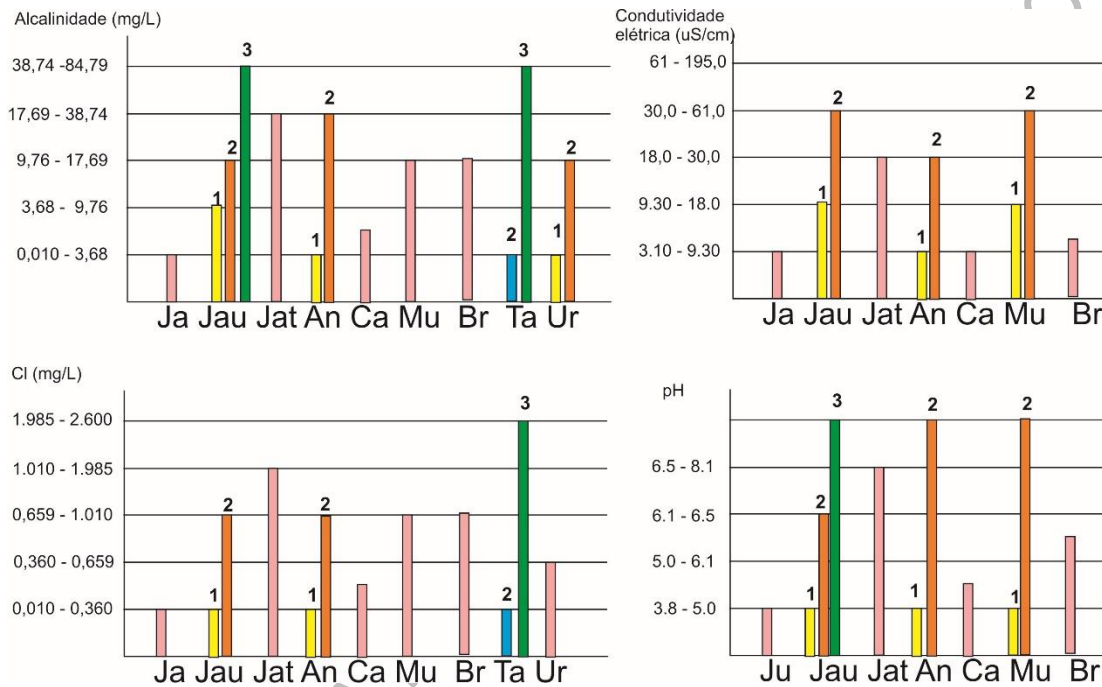 Alcalinidade (mg/L)
38,74 -84,79
17,69 - 38,74
9,76 - 17,69
3,68 - 9,76
0,010 - 3,68
1 2 3 1 2 2 3 1 2
Ja Jau Jat An Ca Mu Br Ta Ur
Condutividade
elétrica (uS/cm)
61 - 195,0
30,0 - 61,0
18,0 - 30,0
9.30 - 18.0
3.10 - 9.30
1 2 1 2 1 2
Ja Jau Jat An Ca Mu Br
Cl (mg/L)
1.985 - 2.600
1.010 - 1.985
0,659 - 1.010
0,360 - 0,659
0,010 - 0,360
1 2 1 2 2 3
Ja Jau Jat An Ca Mu Br Ta Ur
pH
6.5 - 8.1
6.1 - 6.5
5.0 - 6.1
3.8 - 5.0
1 2 3 1 2 1 2
Ju Jau Jat An Ca Mu Br